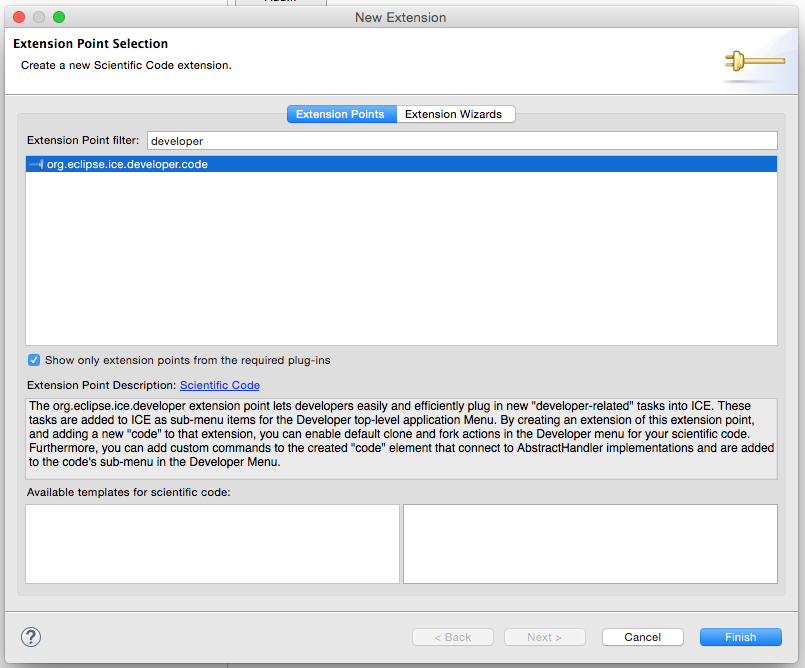 New Extension
Extension Point Selection
Create a new Scientific Code extension.
Extension Points
Extension Wizards
Extension Point filter:
developer
org.eclipse.ice.developer.code
Show only extension points from the required plug-ins
Extension Point Description: Scientific Code
The org.eclipse.ice.developer extension point lets developers easily and efficiently plug in new "developer-related" tasks into ICE. These
tasks are added to ICE as sub-menu items for the Developer top-level application Menu. By creating an extension of this extension point,
and adding a new "code" to that extension, you can enable default clone and fork actions in the Developer menu for your scientific code.
Furthermore, you can add custom commands to the created "code" element that connect to AbstractHandler implementations and are added
to the code's sub-menu in the Developer Menu.
Available templates for scientific code:
?
< Back
Next >
Cancel
Finish